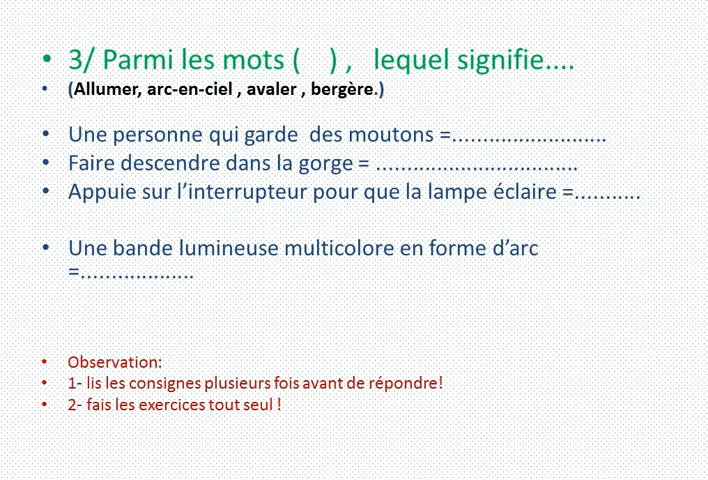 • 3/ Parmi les mots (    ) ,   lequel signifie....
• (Allumer, arc-en-ciel , avaler , bergère.)
• Une personne qui garde  des moutons =..........................
• Faire descendre dans la gorge = ..................................
• Appuie sur l’interrupteur pour que la lampe éclaire =...........
• Une bande lumineuse multicolore en forme d’arc
=...................
• Observation:
• 1- lis les consignes plusieurs fois avant de répondre!
• 2- fais les exercices tout seul !